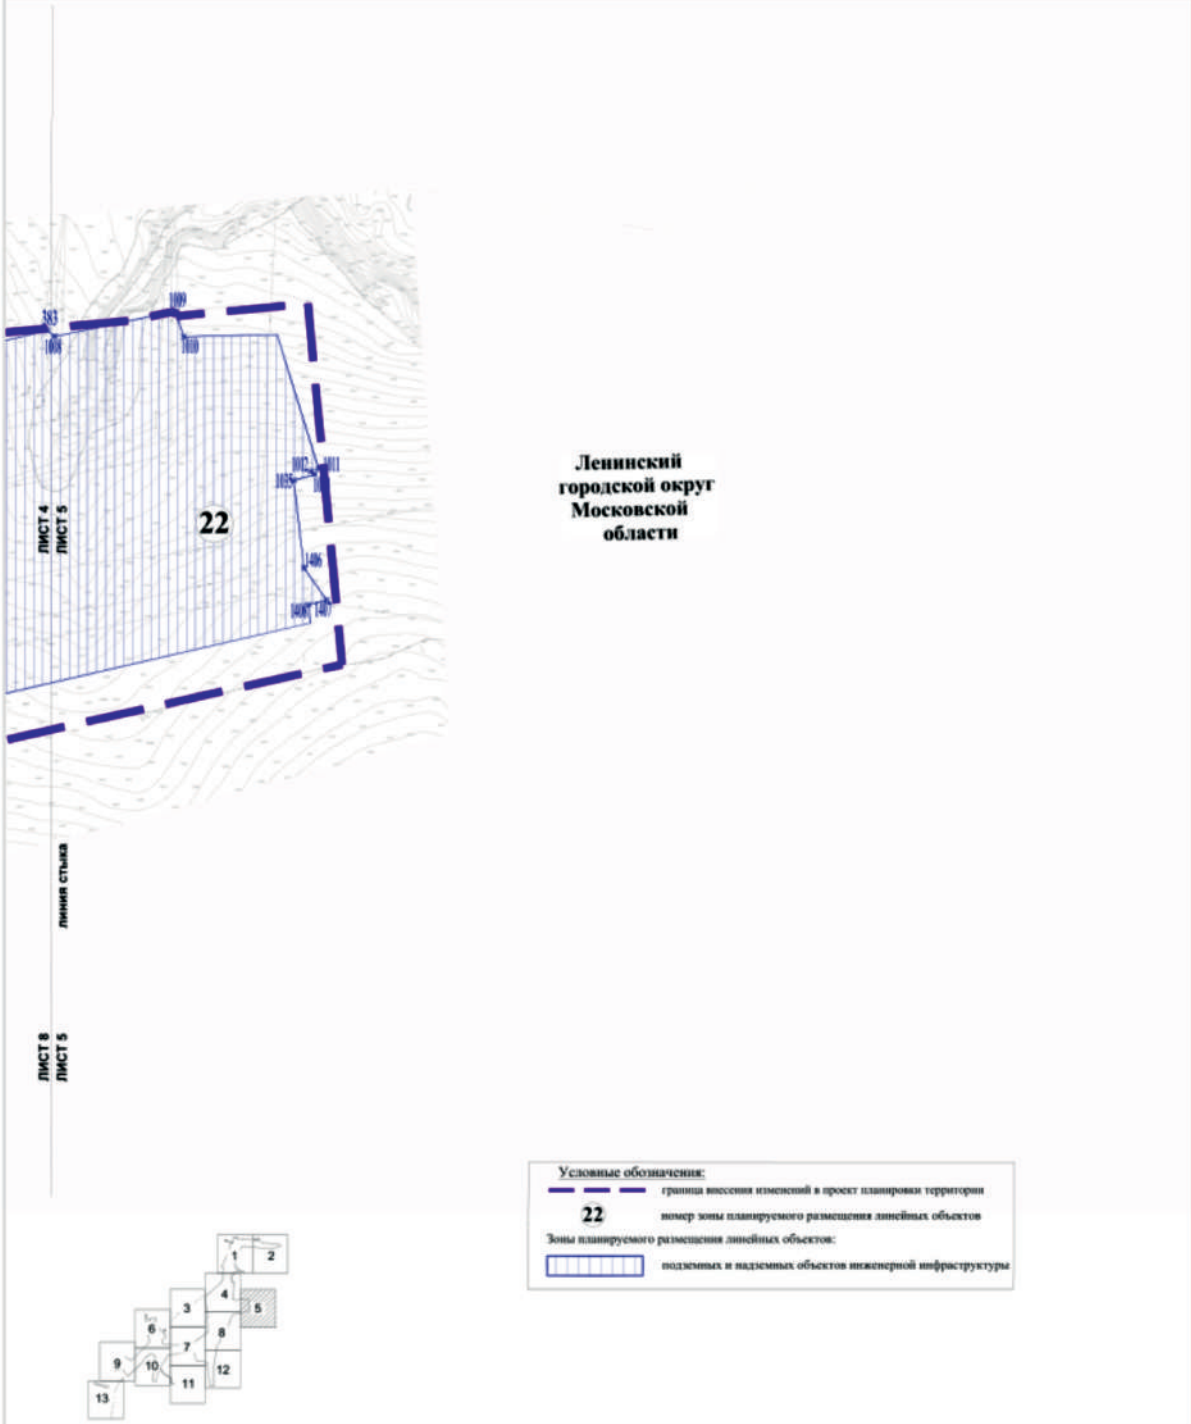 1009
383
1008
1010
1012
1011
1035
22
1406
1408
1407
ЛИСТ 4
ЛИСТ 5
Ленинский
городской округ
Московской
области
линия стыка
ЛИСТ 8
ЛИСТ 5
Условные обозначения:
граница внесения изменений в проект планировки территории
22 номер зоны планируемого размещения линейных объектов
Зоны планируемого размещения линейных объектов:
подземных и надземных объектов инженерной инфраструктуры
1 2
4
3 5
6 8
7
9 10 12
11
13